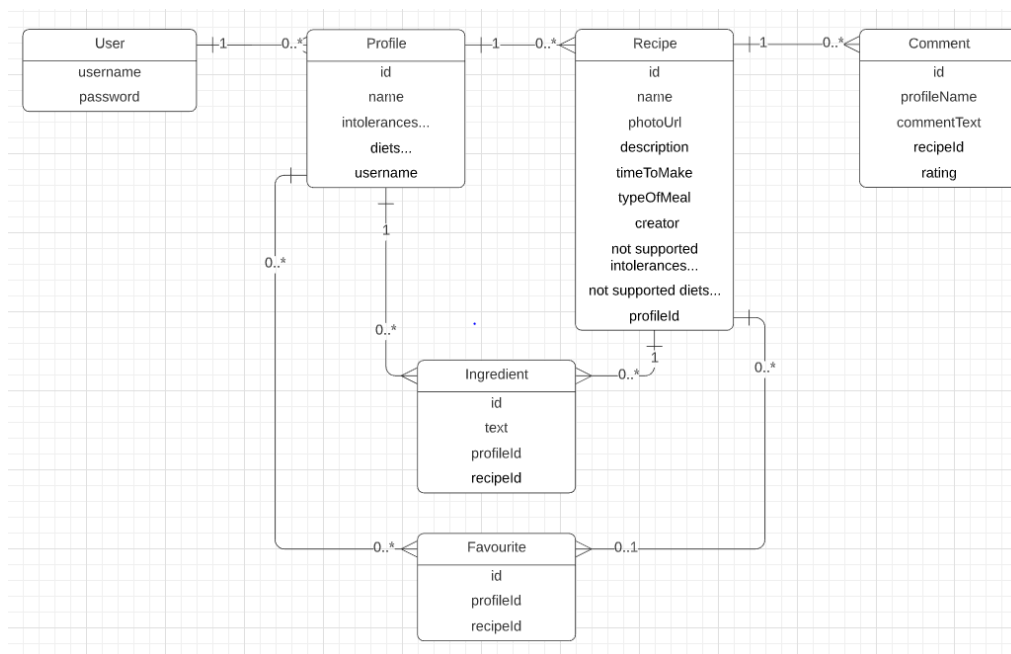 User
username
password
1
0..*
Profile
id
name
intolerances...
diets...
username
1
0..*
Recipe
id
name
photoUrl
description
timeToMake
typeOfMeal
creator
not supported
intolerances...
not supported diets...
profileId
1
0..*
Comment
id
profileName
commentText
recipeId
rating
0..*
1
0..*
1
0..*
0..*
Ingredient
id
text
profileId
recipeId
0..*
0..1
Favourite
id
profileId
recipeId